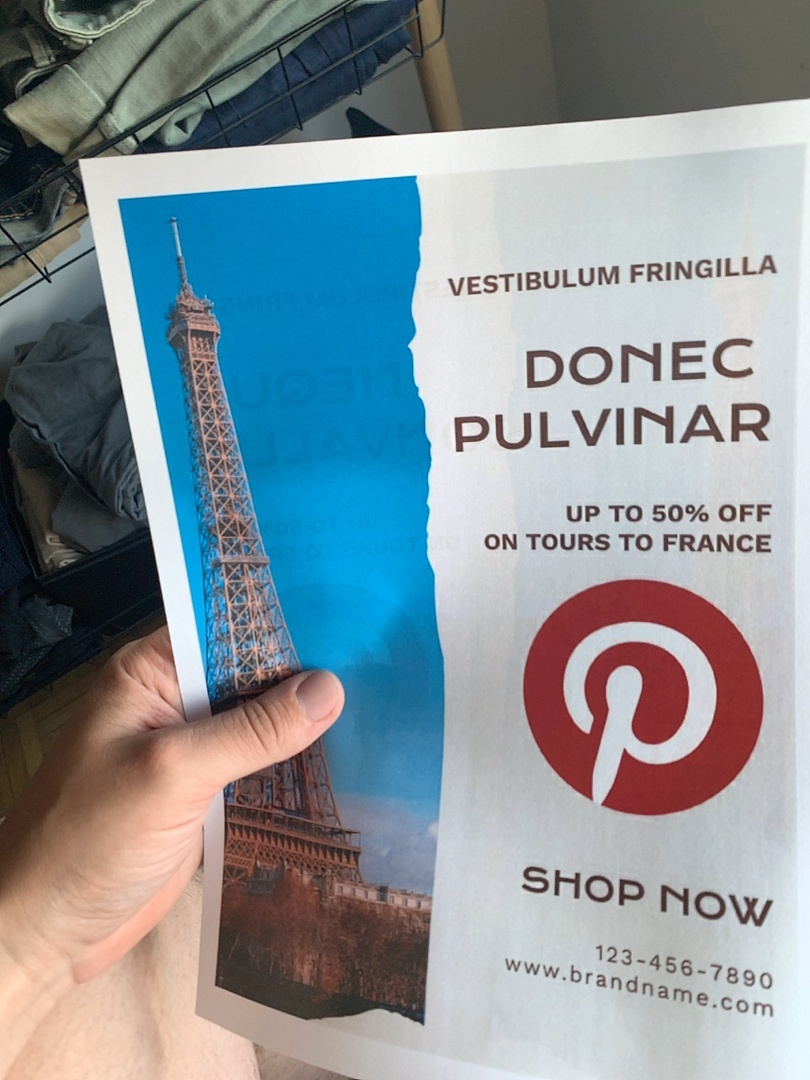 VESTIBULUM FRINGILLA
DONEC
PULVINAR
UP TO 50% OFF
ON TOURS TO FRANCE
SHOP NOW
123-456-7890
www.brandname.com